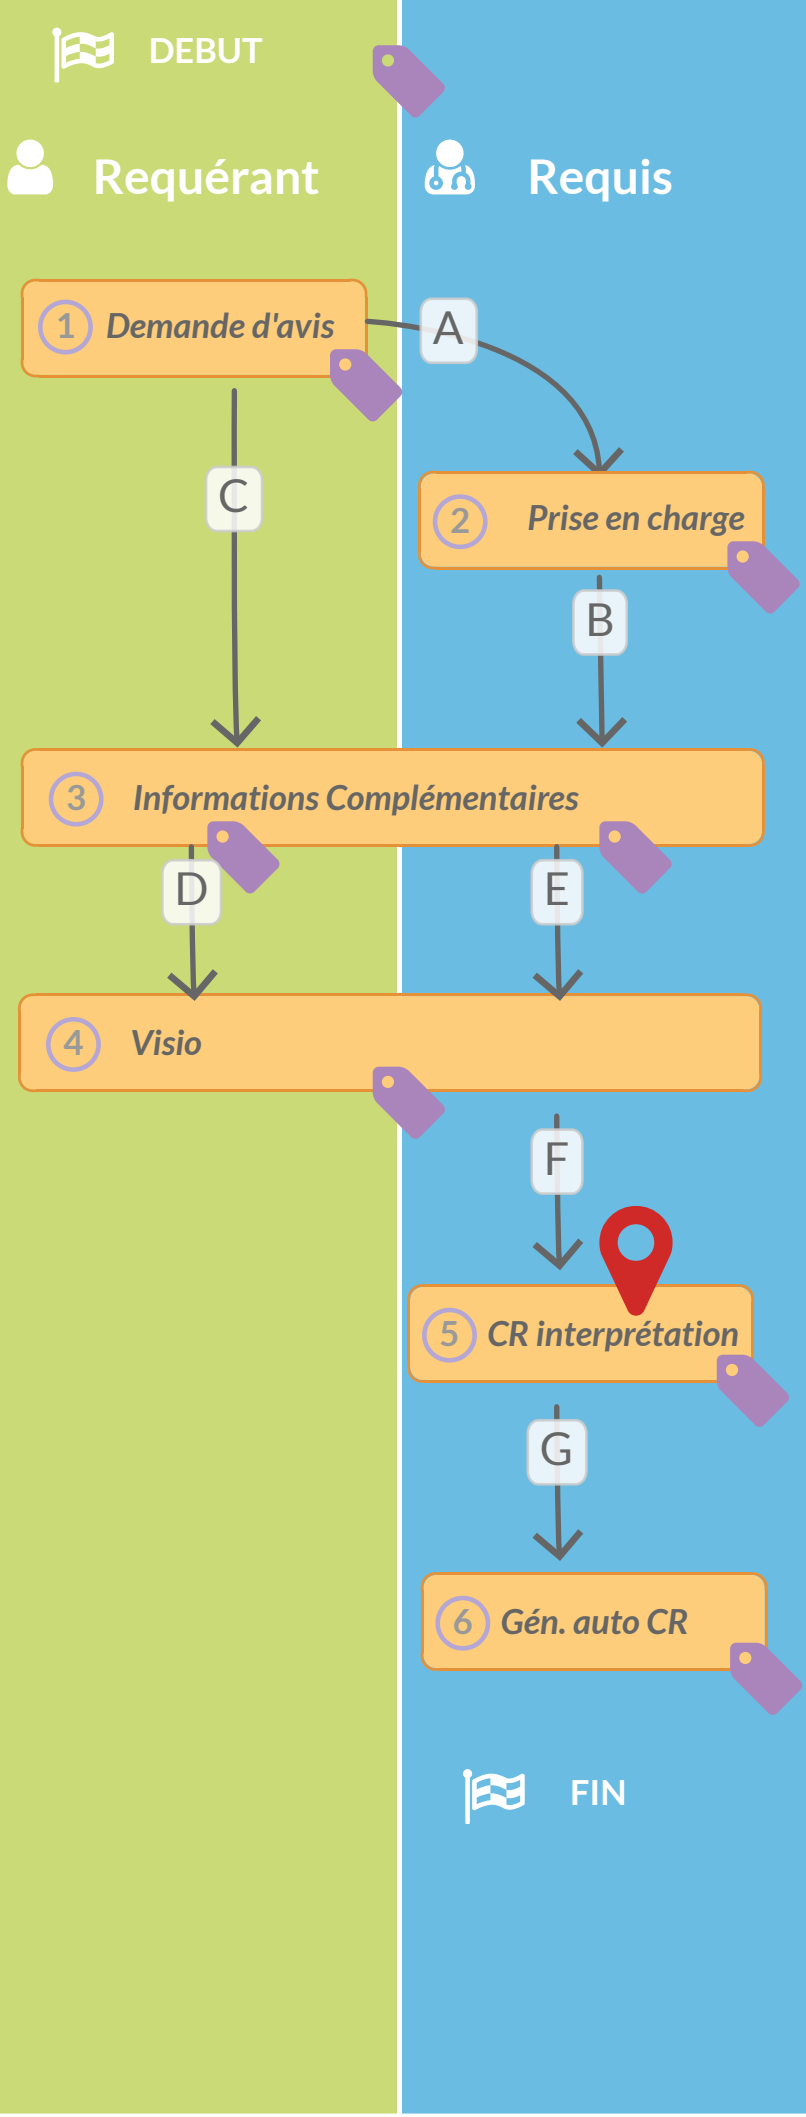 DEBUT
Requérant
Requis
1 Demande d'avis
A
C
2 Prise en charge
B
3 Informations Complémentaires
D
E
4 Visio
F
5 CR interprétation
G
6 Gén. auto CR
FIN